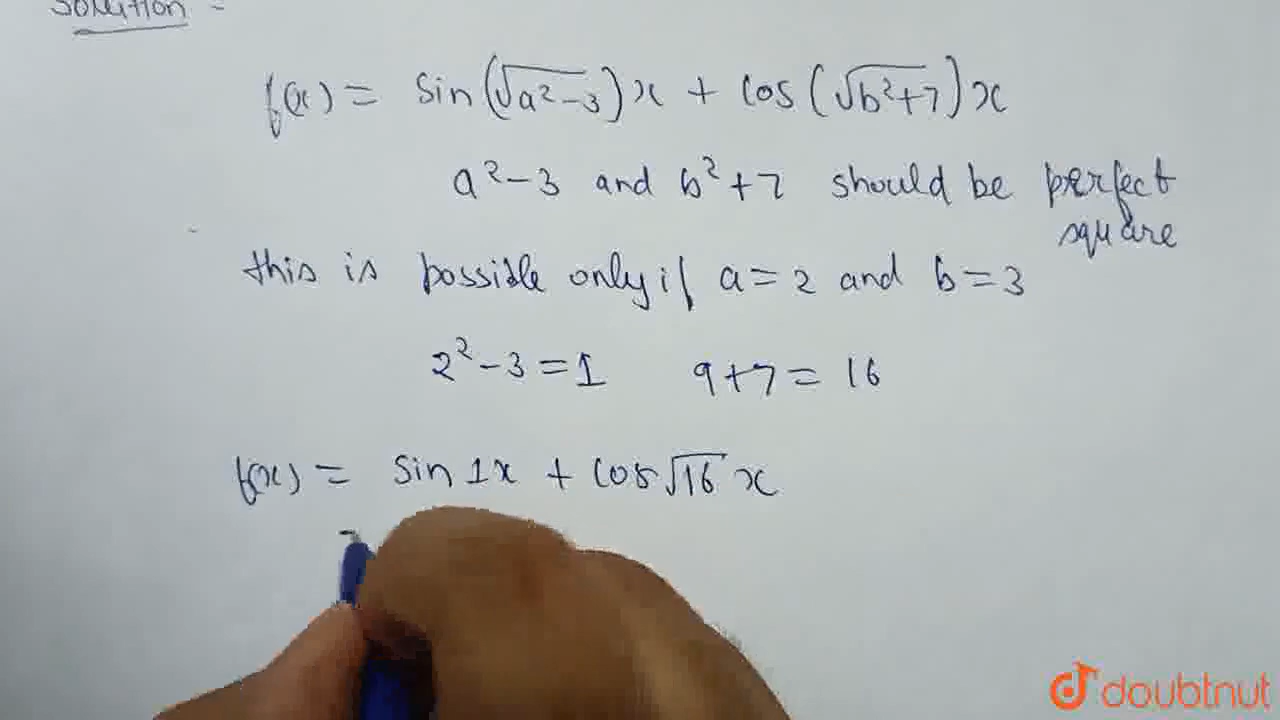 Solution -
f(x) = sin(√a²-3)x + cos(√b²+7)x
a²-3 and b²+7 should be perfect
square
this is possible only if a=2 and b=3
2²-3=1 9+7=16
f(x) = sin 1x + cos√16 x
doubtnut